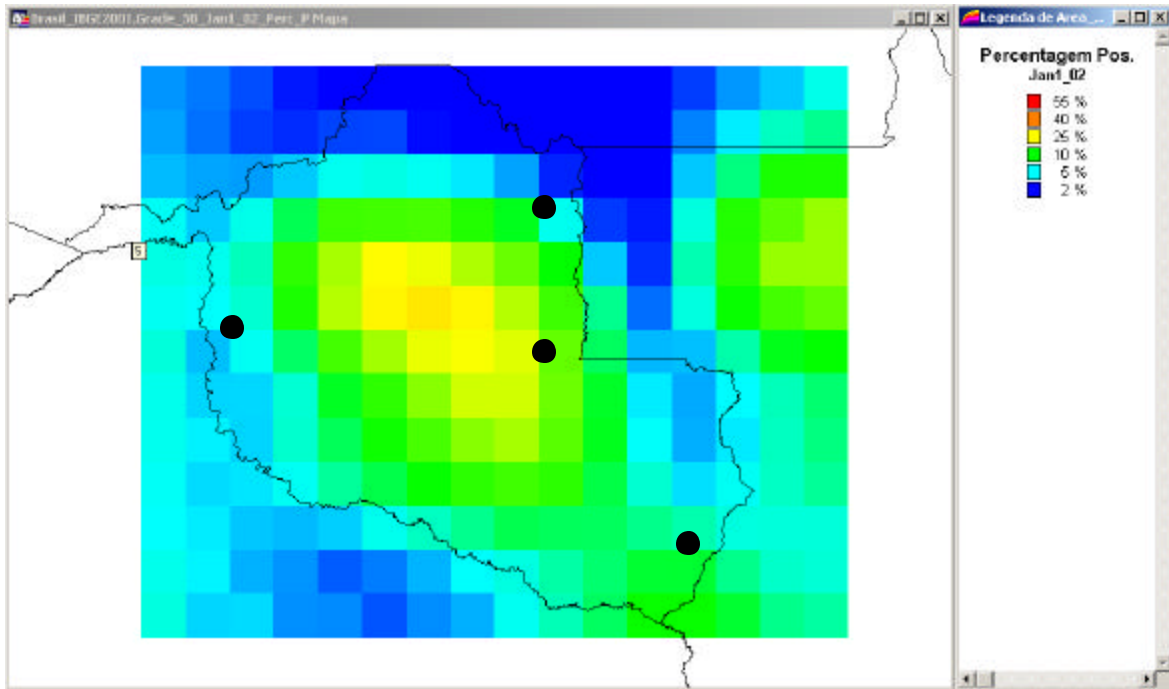 Brasil_IBGE2001.Grade_50_Jan1_02_Perc_P Mapa
Legenda de Area_...
Percentagem Pos.
Jan1_02
55 %
40 %
25 %
10 %
5 %
2 %
5